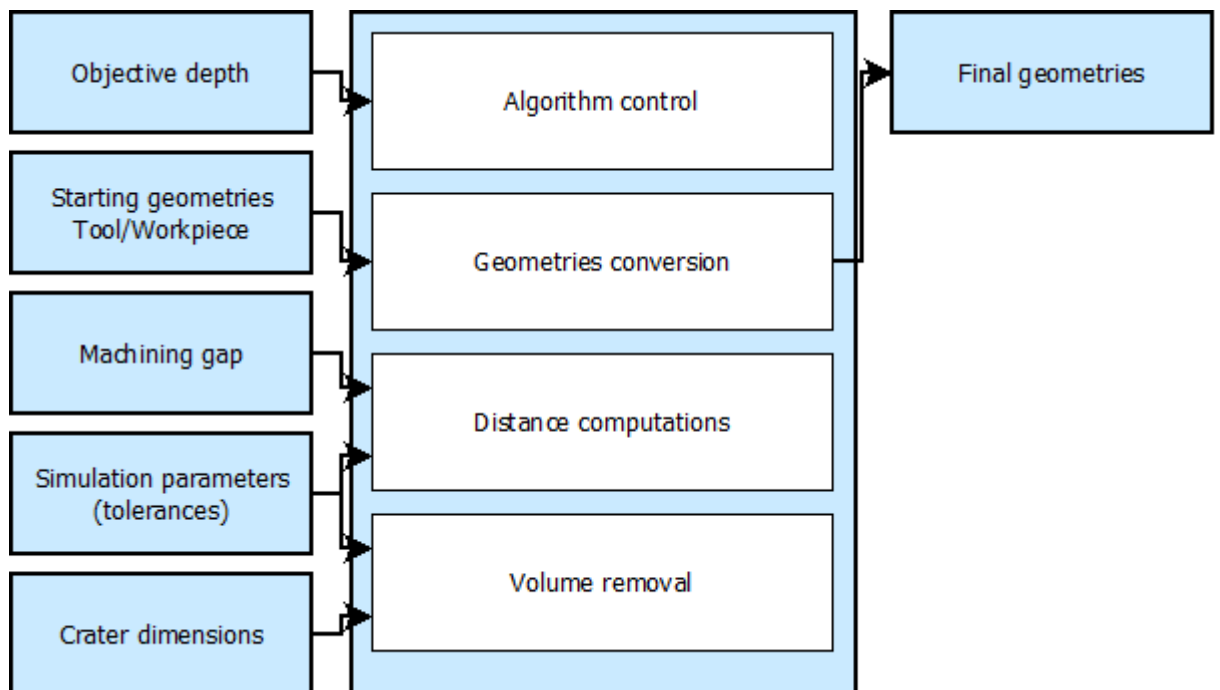 Objective depth
Starting geometries
Tool/Workpiece
Machining gap
Simulation parameters
(tolerances)
Crater dimensions
Algorithm control
Geometries conversion
Distance computations
Volume removal
Final geometries